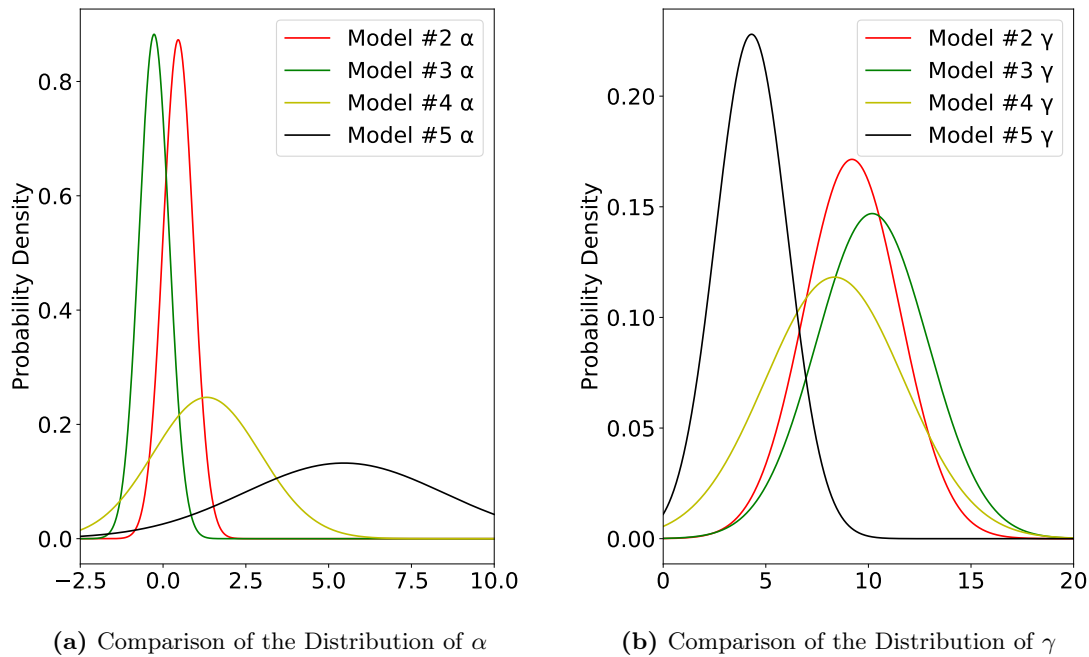 Model #2 α
Model #3 α
Model #4 α
Model #5 α
Probability Density
0.8
0.6
0.4
0.2
0.0
−2.5 0.0 2.5 5.0 7.5 10.0
(a) Comparison of the Distribution of α
Model #2 γ
Model #3 γ
Model #4 γ
Model #5 γ
Probability Density
0.20
0.15
0.10
0.05
0.00
0 5 10 15 20
(b) Comparison of the Distribution of γ